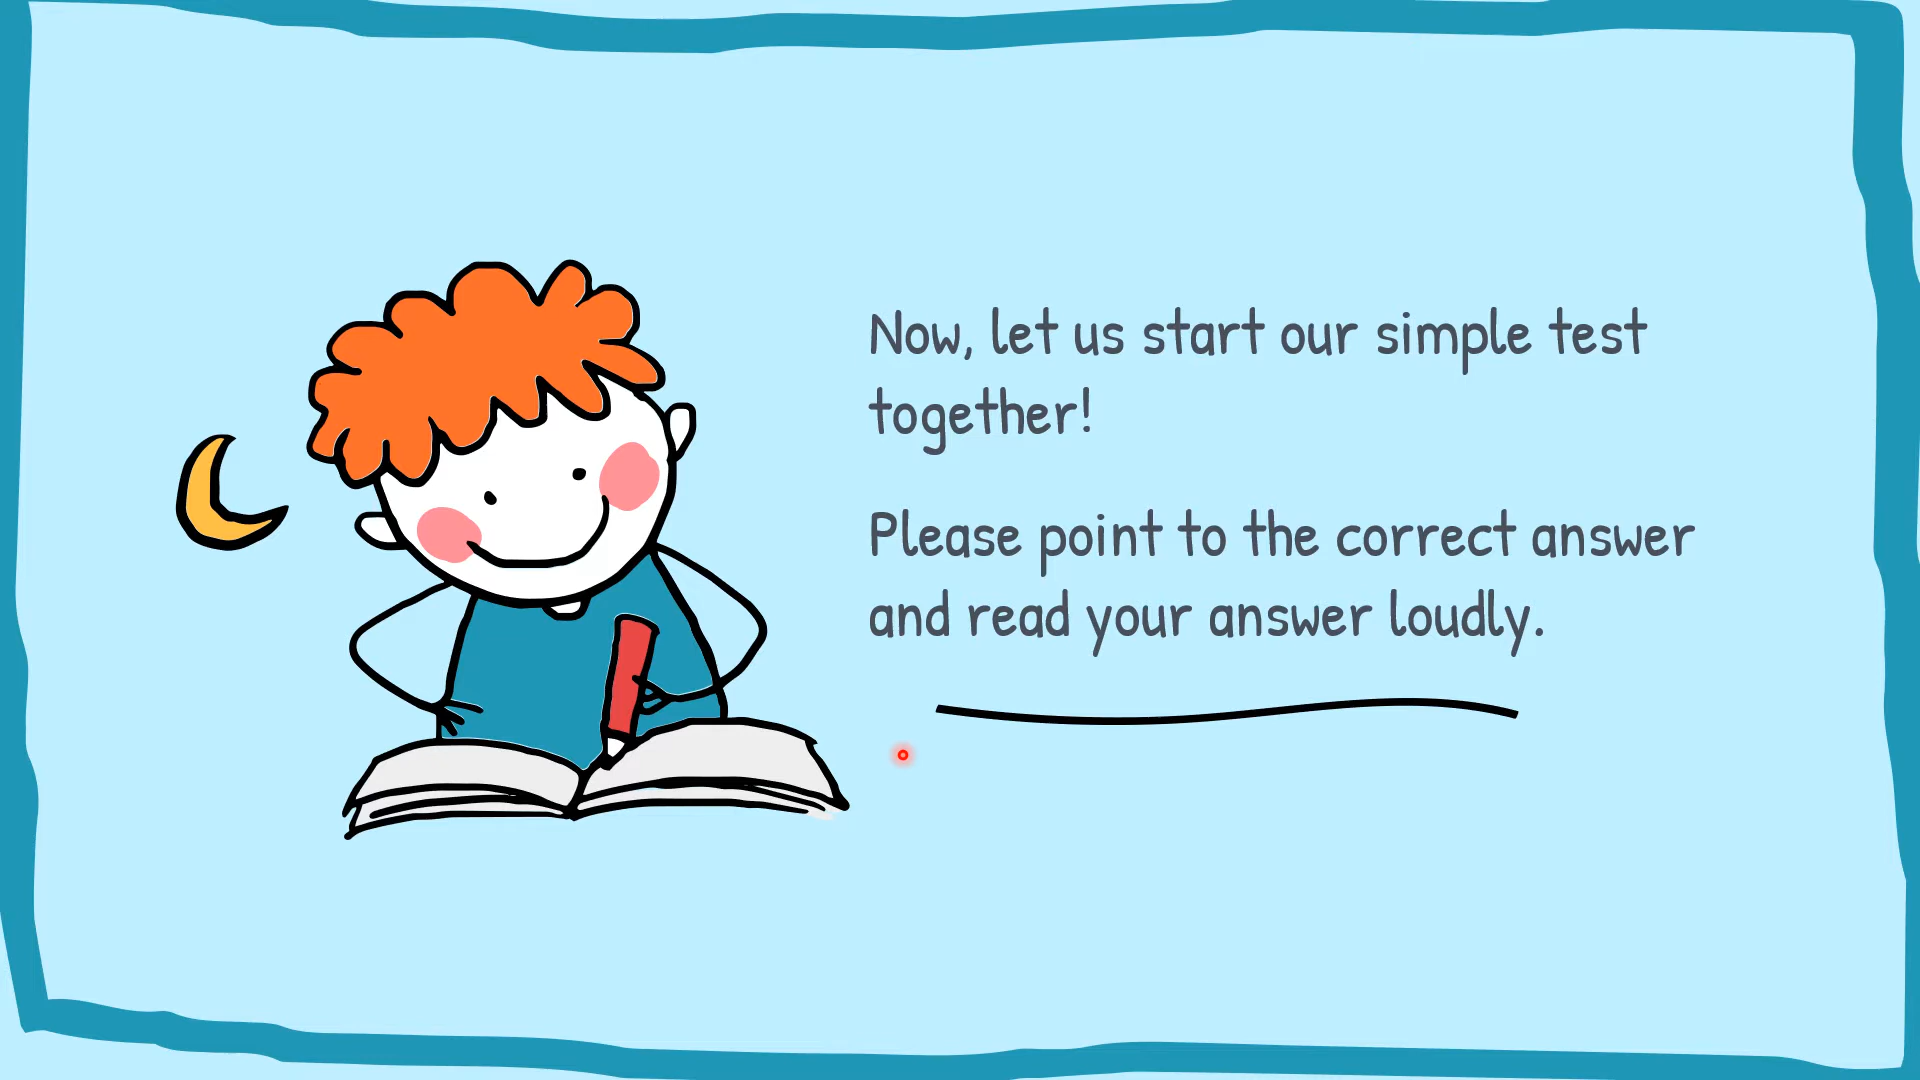 Now, let us start our simple test
together!
Please point to the correct answer
and read your answer loudly.